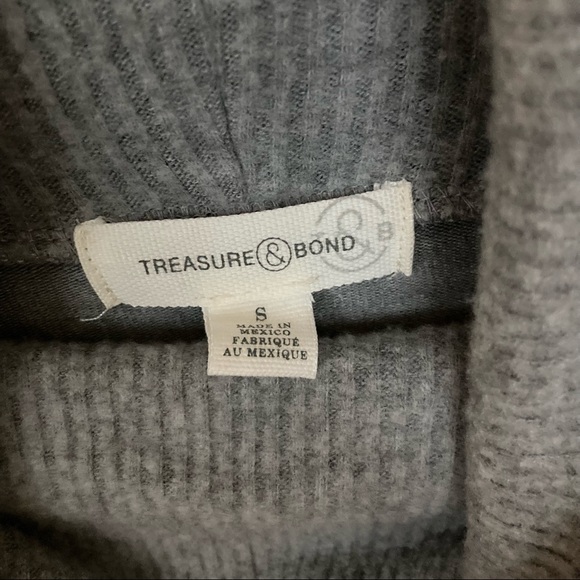 TREASURE & BOND
& B
S
MADE IN
MEXICO
FABRIQUÉ
AU MEXIQUE